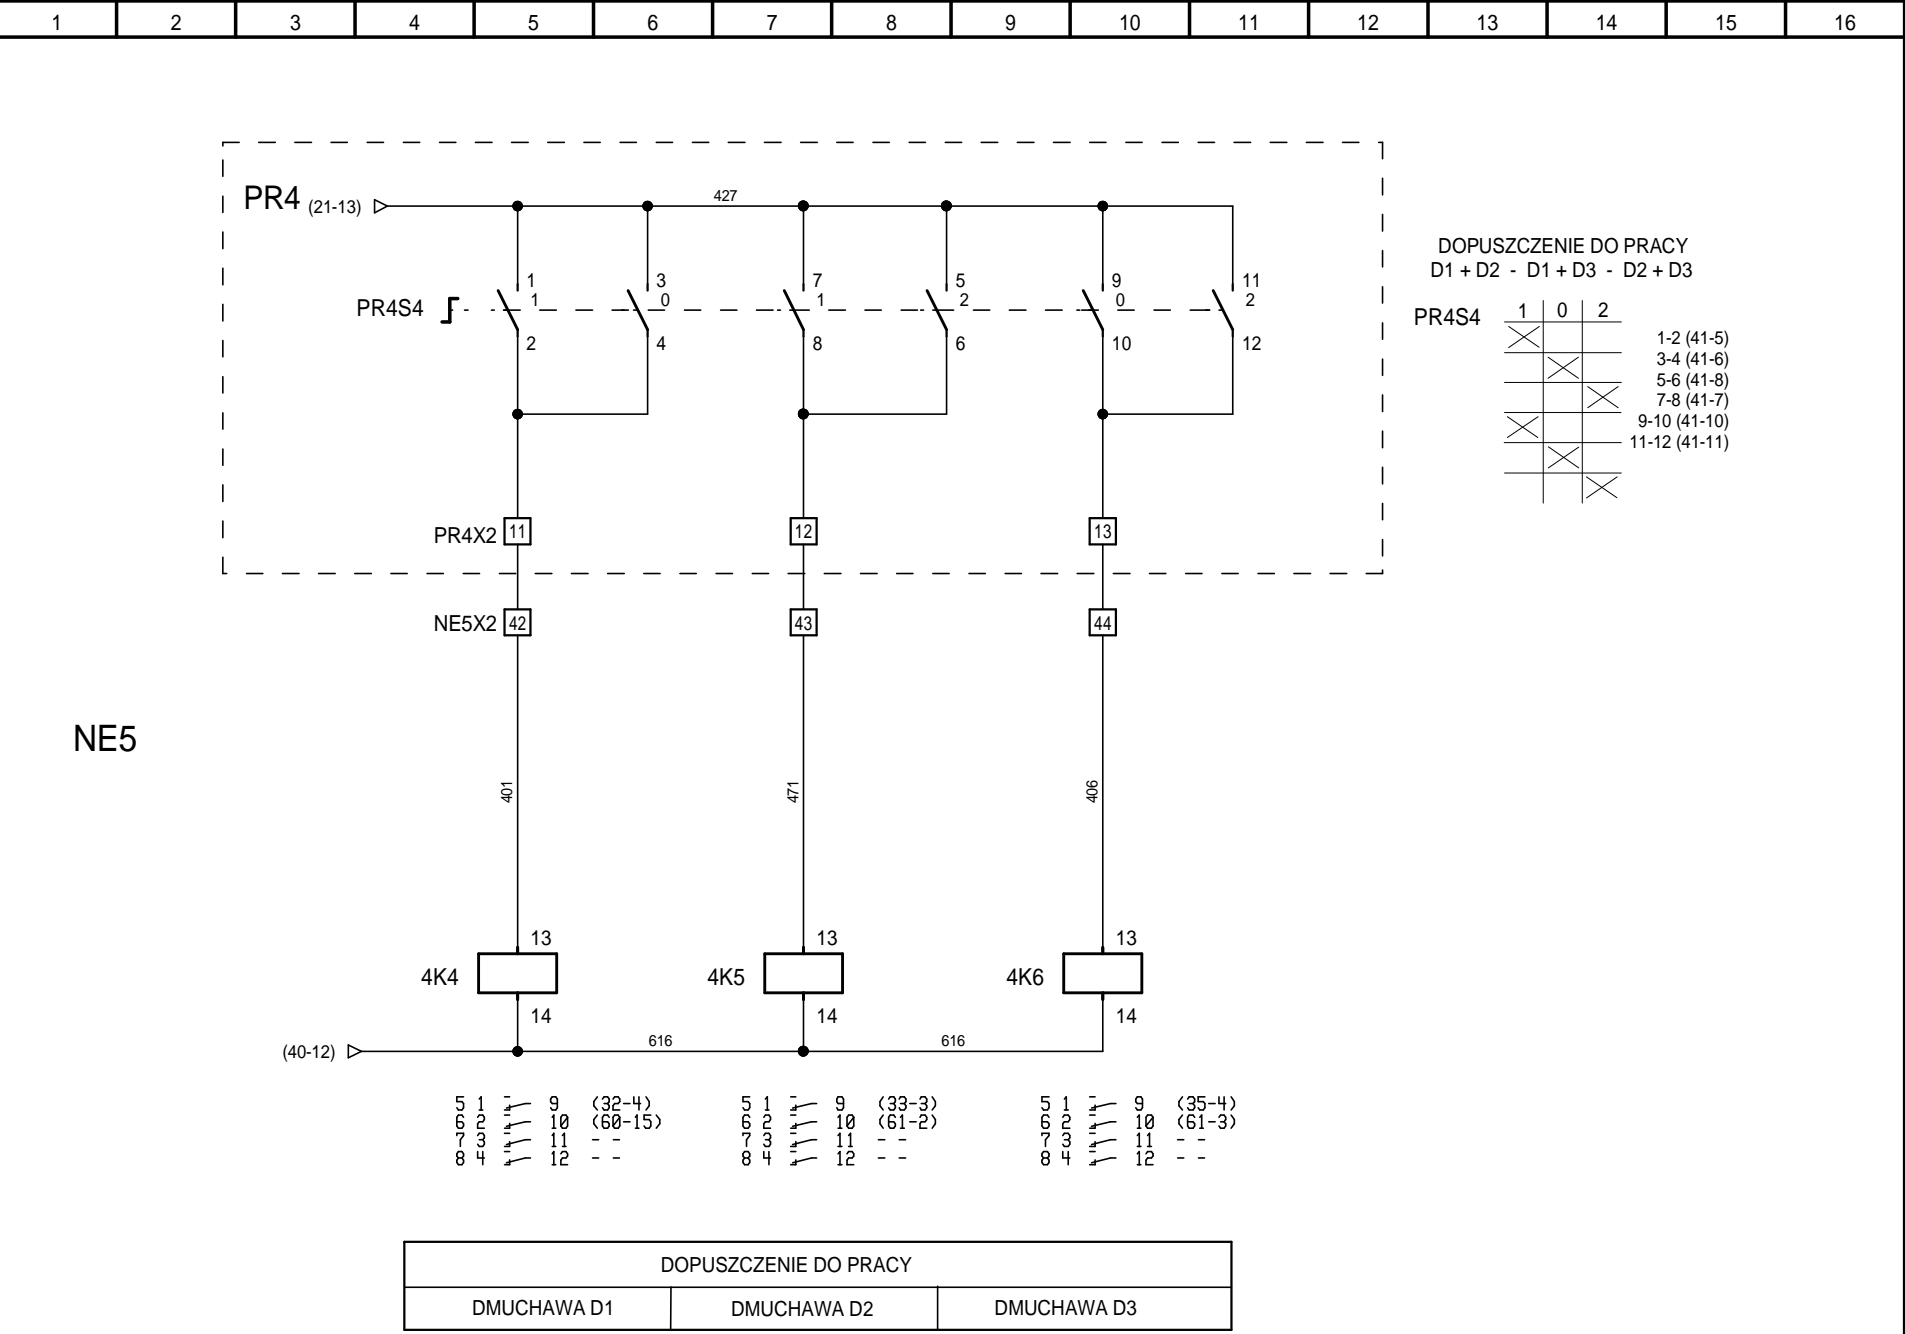 1 2 3 4 5 6 7 8 9 10 11 12 13 14 15 16
PR4 (21-13) 427
DOPUSZCZENIE DO PRACY
D1 + D2 - D1 + D3 - D2 + D3
1 3 7 5 9 11
PR4S4 1 0 1 2 0 2
2 4 8 6 10 12
PR4S4 1 0 2
1-2 (41-5)
3-4 (41-6)
5-6 (41-8)
7-8 (41-7)
9-10 (41-10)
11-12 (41-11)
PR4X2 11 12 13
NE5X2 42 43 44
NE5
401 471 406
13 13 13
4K4 4K5 4K6
14 14 14
(40-12) 616 616
5 1 9 (32-4)
6 2 10 (60-15)
7 3 11 - -
8 4 12 - -
5 1 9 (33-3)
6 2 10 (61-2)
7 3 11 - -
8 4 12 - -
5 1 9 (35-4)
6 2 10 (61-3)
7 3 11 - -
8 4 12 - -
DOPUSZCZENIE DO PRACY
DMUCHAWA D1 DMUCHAWA D2 DMUCHAWA D3